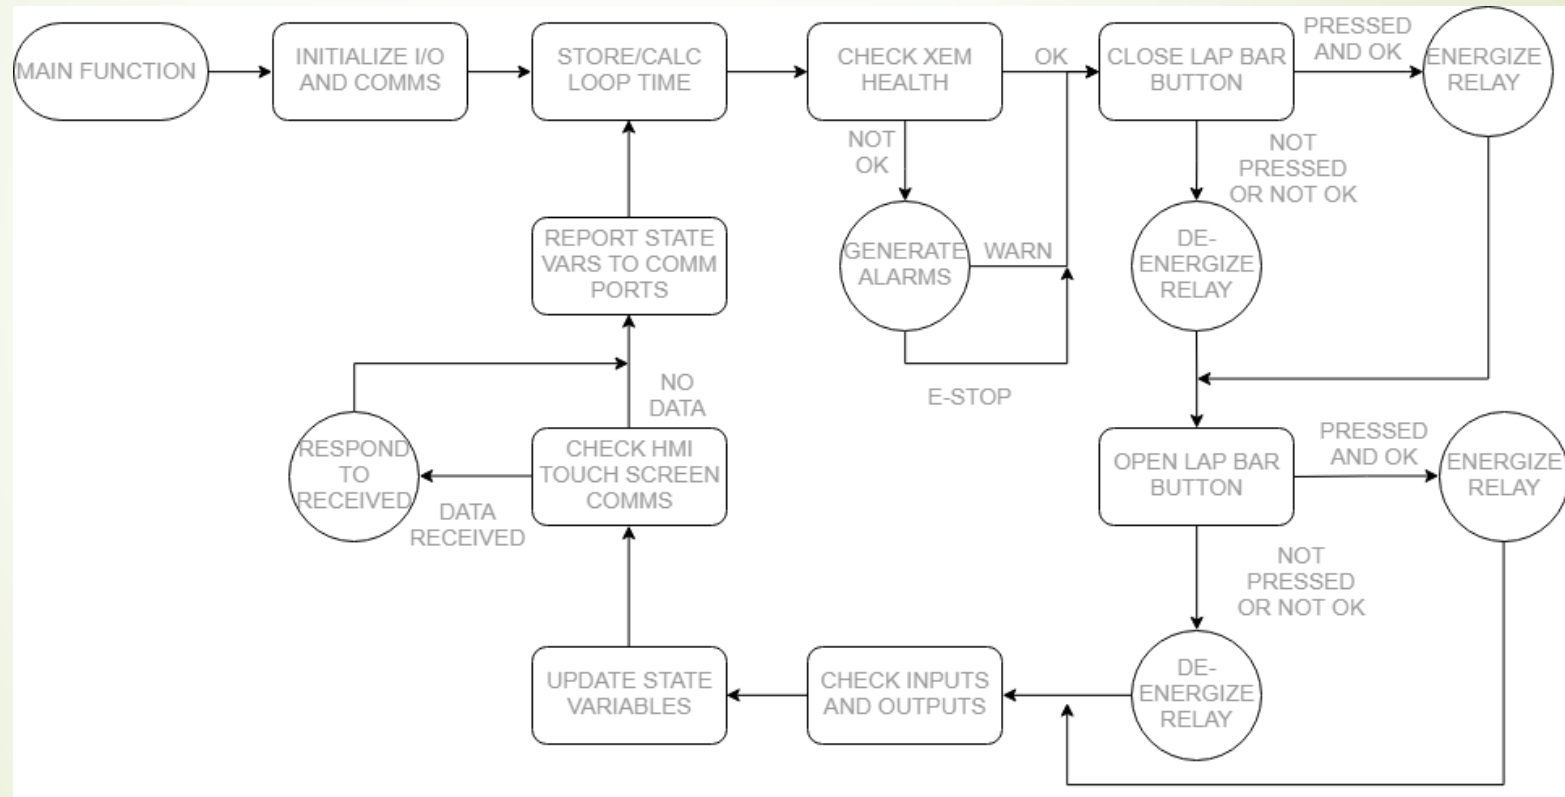 MAIN FUNCTION
INITIALIZE I/O
AND COMMS
STORE/CALC
LOOP TIME
CHECK XEM
HEALTH
OK
CLOSE LAP BAR
BUTTON
PRESSED
AND OK
ENERGIZE
RELAY
NOT
OK
NOT
PRESSED
OR NOT OK
GENERATE
ALARMS
WARN
E-STOP
DE-
ENERGIZE
RELAY
REPORT STATE
VARS TO COMM
PORTS
NO
DATA
RESPOND
TO
RECEIVED
DATA
RECEIVED
CHECK HMI
TOUCH SCREEN
COMMS
OPEN LAP BAR
BUTTON
PRESSED
AND OK
ENERGIZE
RELAY
NOT
PRESSED
OR NOT OK
UPDATE STATE
VARIABLES
CHECK INPUTS
AND OUTPUTS
DE-
ENERGIZE
RELAY